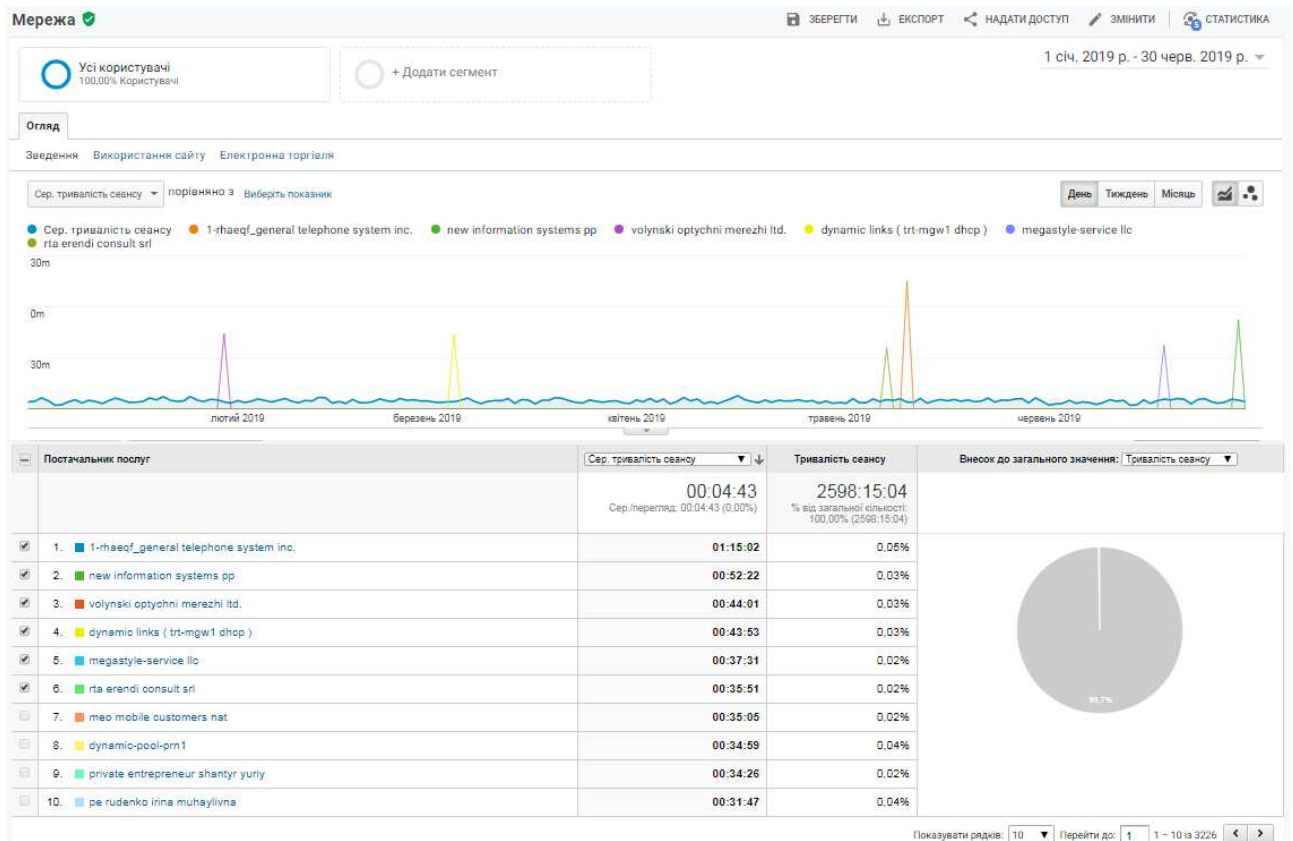 Мережа
ЗБЕРЕГТИ ЕКСПОРТ НАДАТИ ДОСТУП ЗМІНИТИ 5 СТАТИСТИКА
Усі користувачі
100,00% Користувачі
+ Додати сегмент
1 січ. 2019 р. - 30 черв. 2019 р.
Огляд
Зведення Використання сайту Електронна торгівля
Сер. тривалість сеансу порівняно з Виберіть показник
День Тиждень Місяць
Сер. тривалість сеансу 1-rhaeqf_general telephone system inc. new information systems pp volynski optychni merezhi ltd. dynamic links ( trt-mgw1 dhcp ) megastyle-service llc
rta erendi consult srl
30m
0m
30m
лютий 2019 березень 2019 квітень 2019 травень 2019 червень 2019
Постачальник послуг Сер. тривалість сеансу Тривалість сеансу Внесок до загального значення: Тривалість сеансу
00:04:43 2598:15:04
Сер./перегляд: 00:04:43 (0,00%) % від загальної кількості:
100,00% (2598:15:04)
1. 1-rhaeqf_general telephone system inc. 01:15:02 0,05%
2. new information systems pp 00:52:22 0,03%
3. volynski optychni merezhi ltd. 00:44:01 0,03%
4. dynamic links ( trt-mgw1 dhcp ) 00:43:53 0,03%
5. megastyle-service llc 00:37:31 0,02%
6. rta erendi consult srl 00:35:51 0,02%
99,7%
7. meo mobile customers nat 00:35:05 0,02%
8. dynamic-pool-prn1 00:34:59 0,04%
9. private entrepreneur shantyr yuriy 00:34:26 0,02%
10. pe rudenko irina muhaylivna 00:31:47 0,04%
Показувати рядків: 10 Перейти до: 1 1 – 10 із 3226